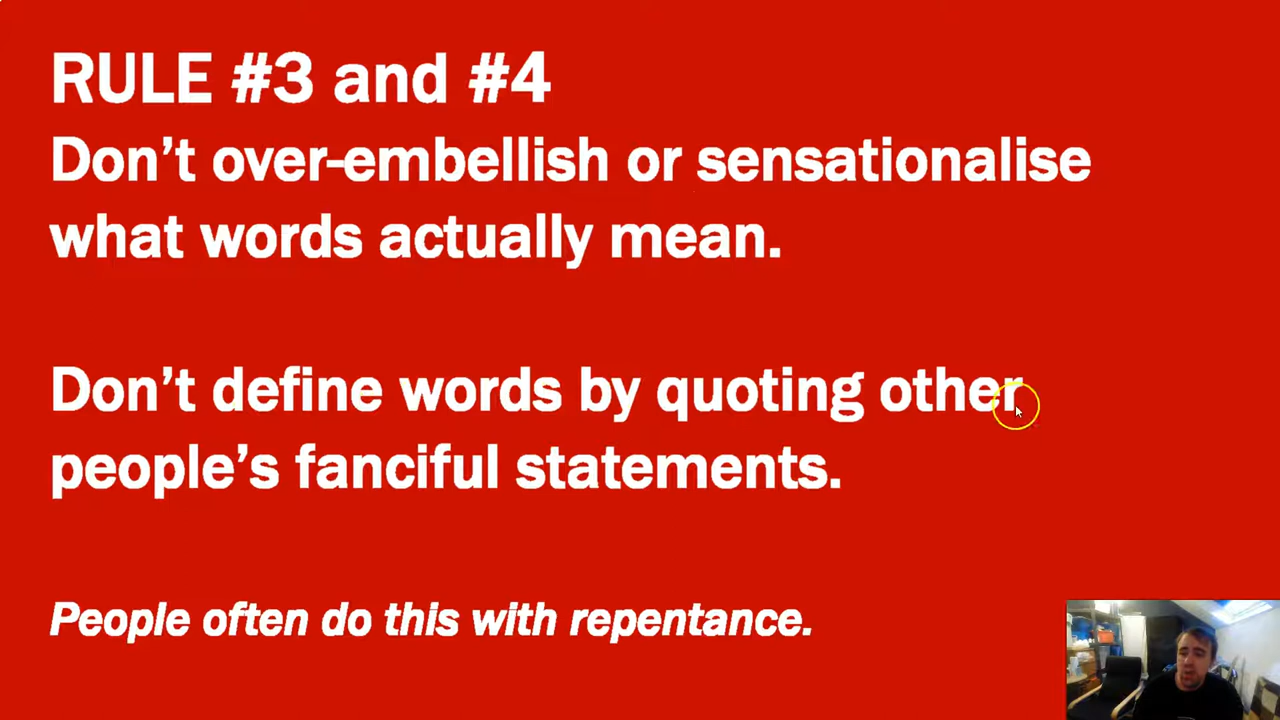 RULE #3 and #4
Don’t over-embellish or sensationalise
what words actually mean.
Don’t define words by quoting other
people’s fanciful statements.
People often do this with repentance.